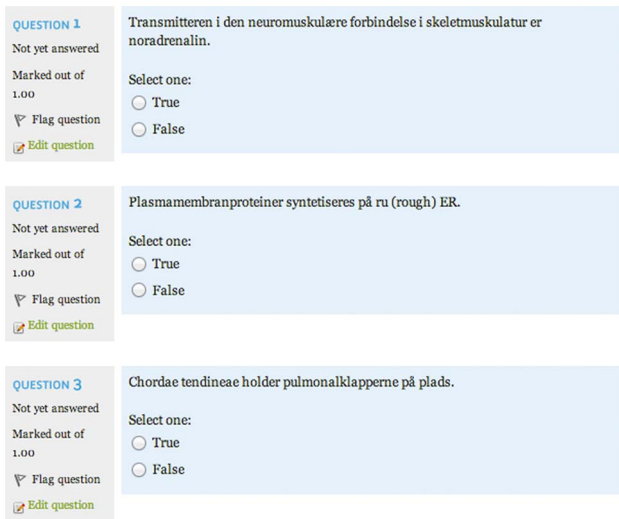 QUESTION 1
Not yet answered
Marked out of
1.00
Flag question
Edit question
Transmitteren i den neuromuskulære forbindelse i skeletmuskulatur er
noradrenalin.
Select one:
True
False
QUESTION 2
Not yet answered
Marked out of
1.00
Flag question
Edit question
Plasmamembranproteiner syntetiseres på ru (rough) ER.
Select one:
True
False
QUESTION 3
Not yet answered
Marked out of
1.00
Flag question
Edit question
Chordae tendineae holder pulmonalklapperne på plads.
Select one:
True
False